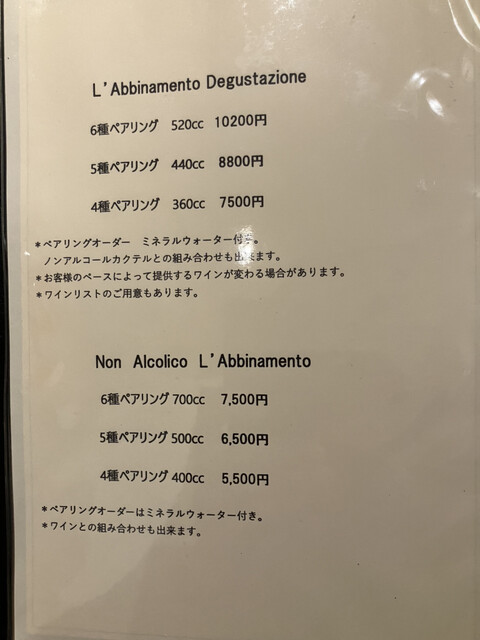 L'Abbinamento Degustazione
6種ペアリング 520cc 10200円
5種ペアリング 440cc 8800円
4種ペアリング 360cc 7500円
*ペアリングオーダー ミネラルウォーター付き。
ノンアルコールカクテルとの組み合わせも出来ます。
*お客様のペースによって提供するワインが変わる場合があります。
*ワインリストのご用意もあります。
Non Alcolico L'Abbinamento
6種ペアリング 700cc 7,500円
5種ペアリング 500cc 6,500円
4種ペアリング 400cc 5,500円
*ペアリングオーダーはミネラルウォーター付き。
*ワインとの組み合わせも出来ます。